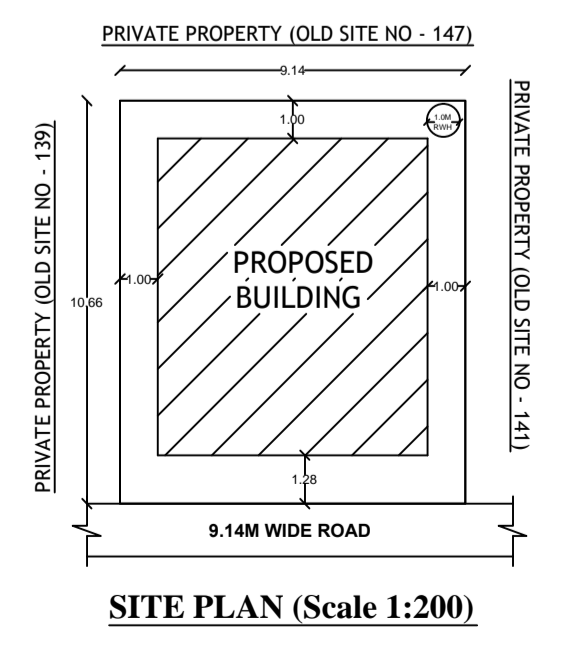 PRIVATE PROPERTY (OLD SITE NO - 147)
9.14
1.00
1.0M
RWH
PRIVATE PROPERTY (OLD SITE NO - 139)
PRIVATE PROPERTY (OLD SITE NO - 141)
PROPOSED
BUILDING
1.00
1.00
10.66
1.28
9.14M WIDE ROAD
SITE PLAN (Scale 1:200)